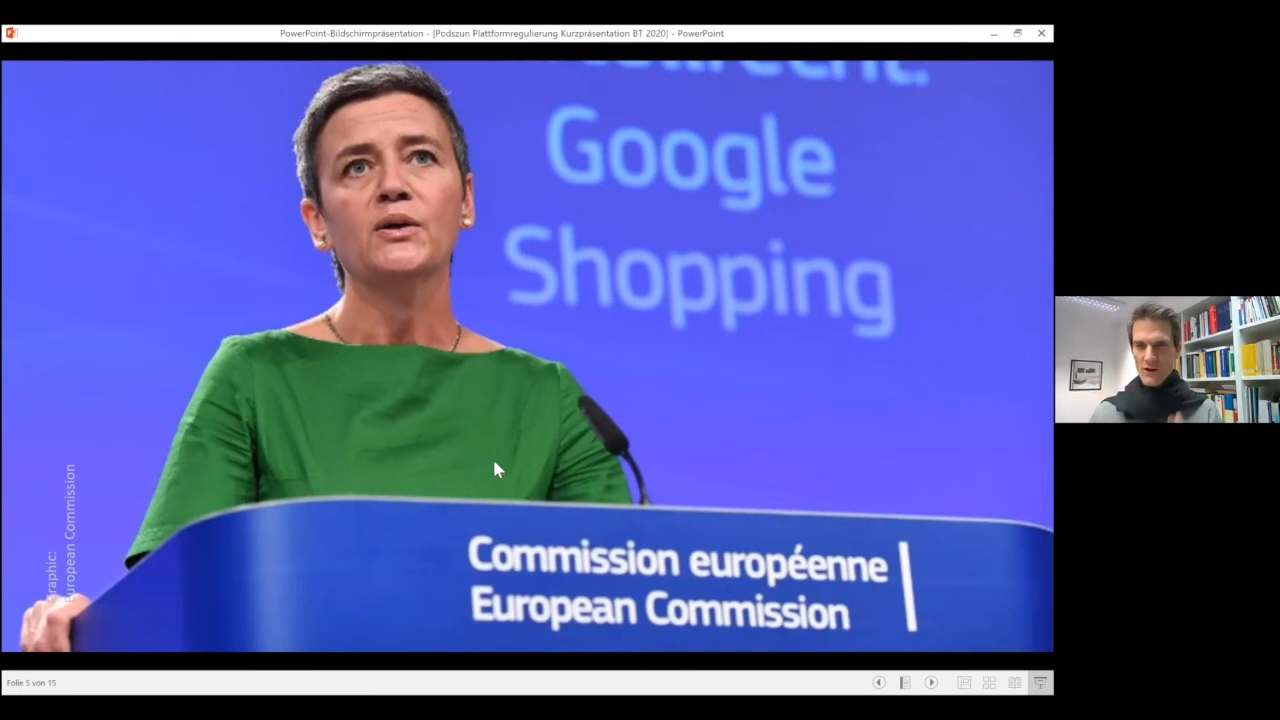 PowerPoint-Bildschirmpräsentation - [Podszun Plattformregulierung Kurzpräsentation BT 2020] - PowerPoint
Google
Shopping
Commission européenne
European Commission
European Commission
Folie 5 von 15